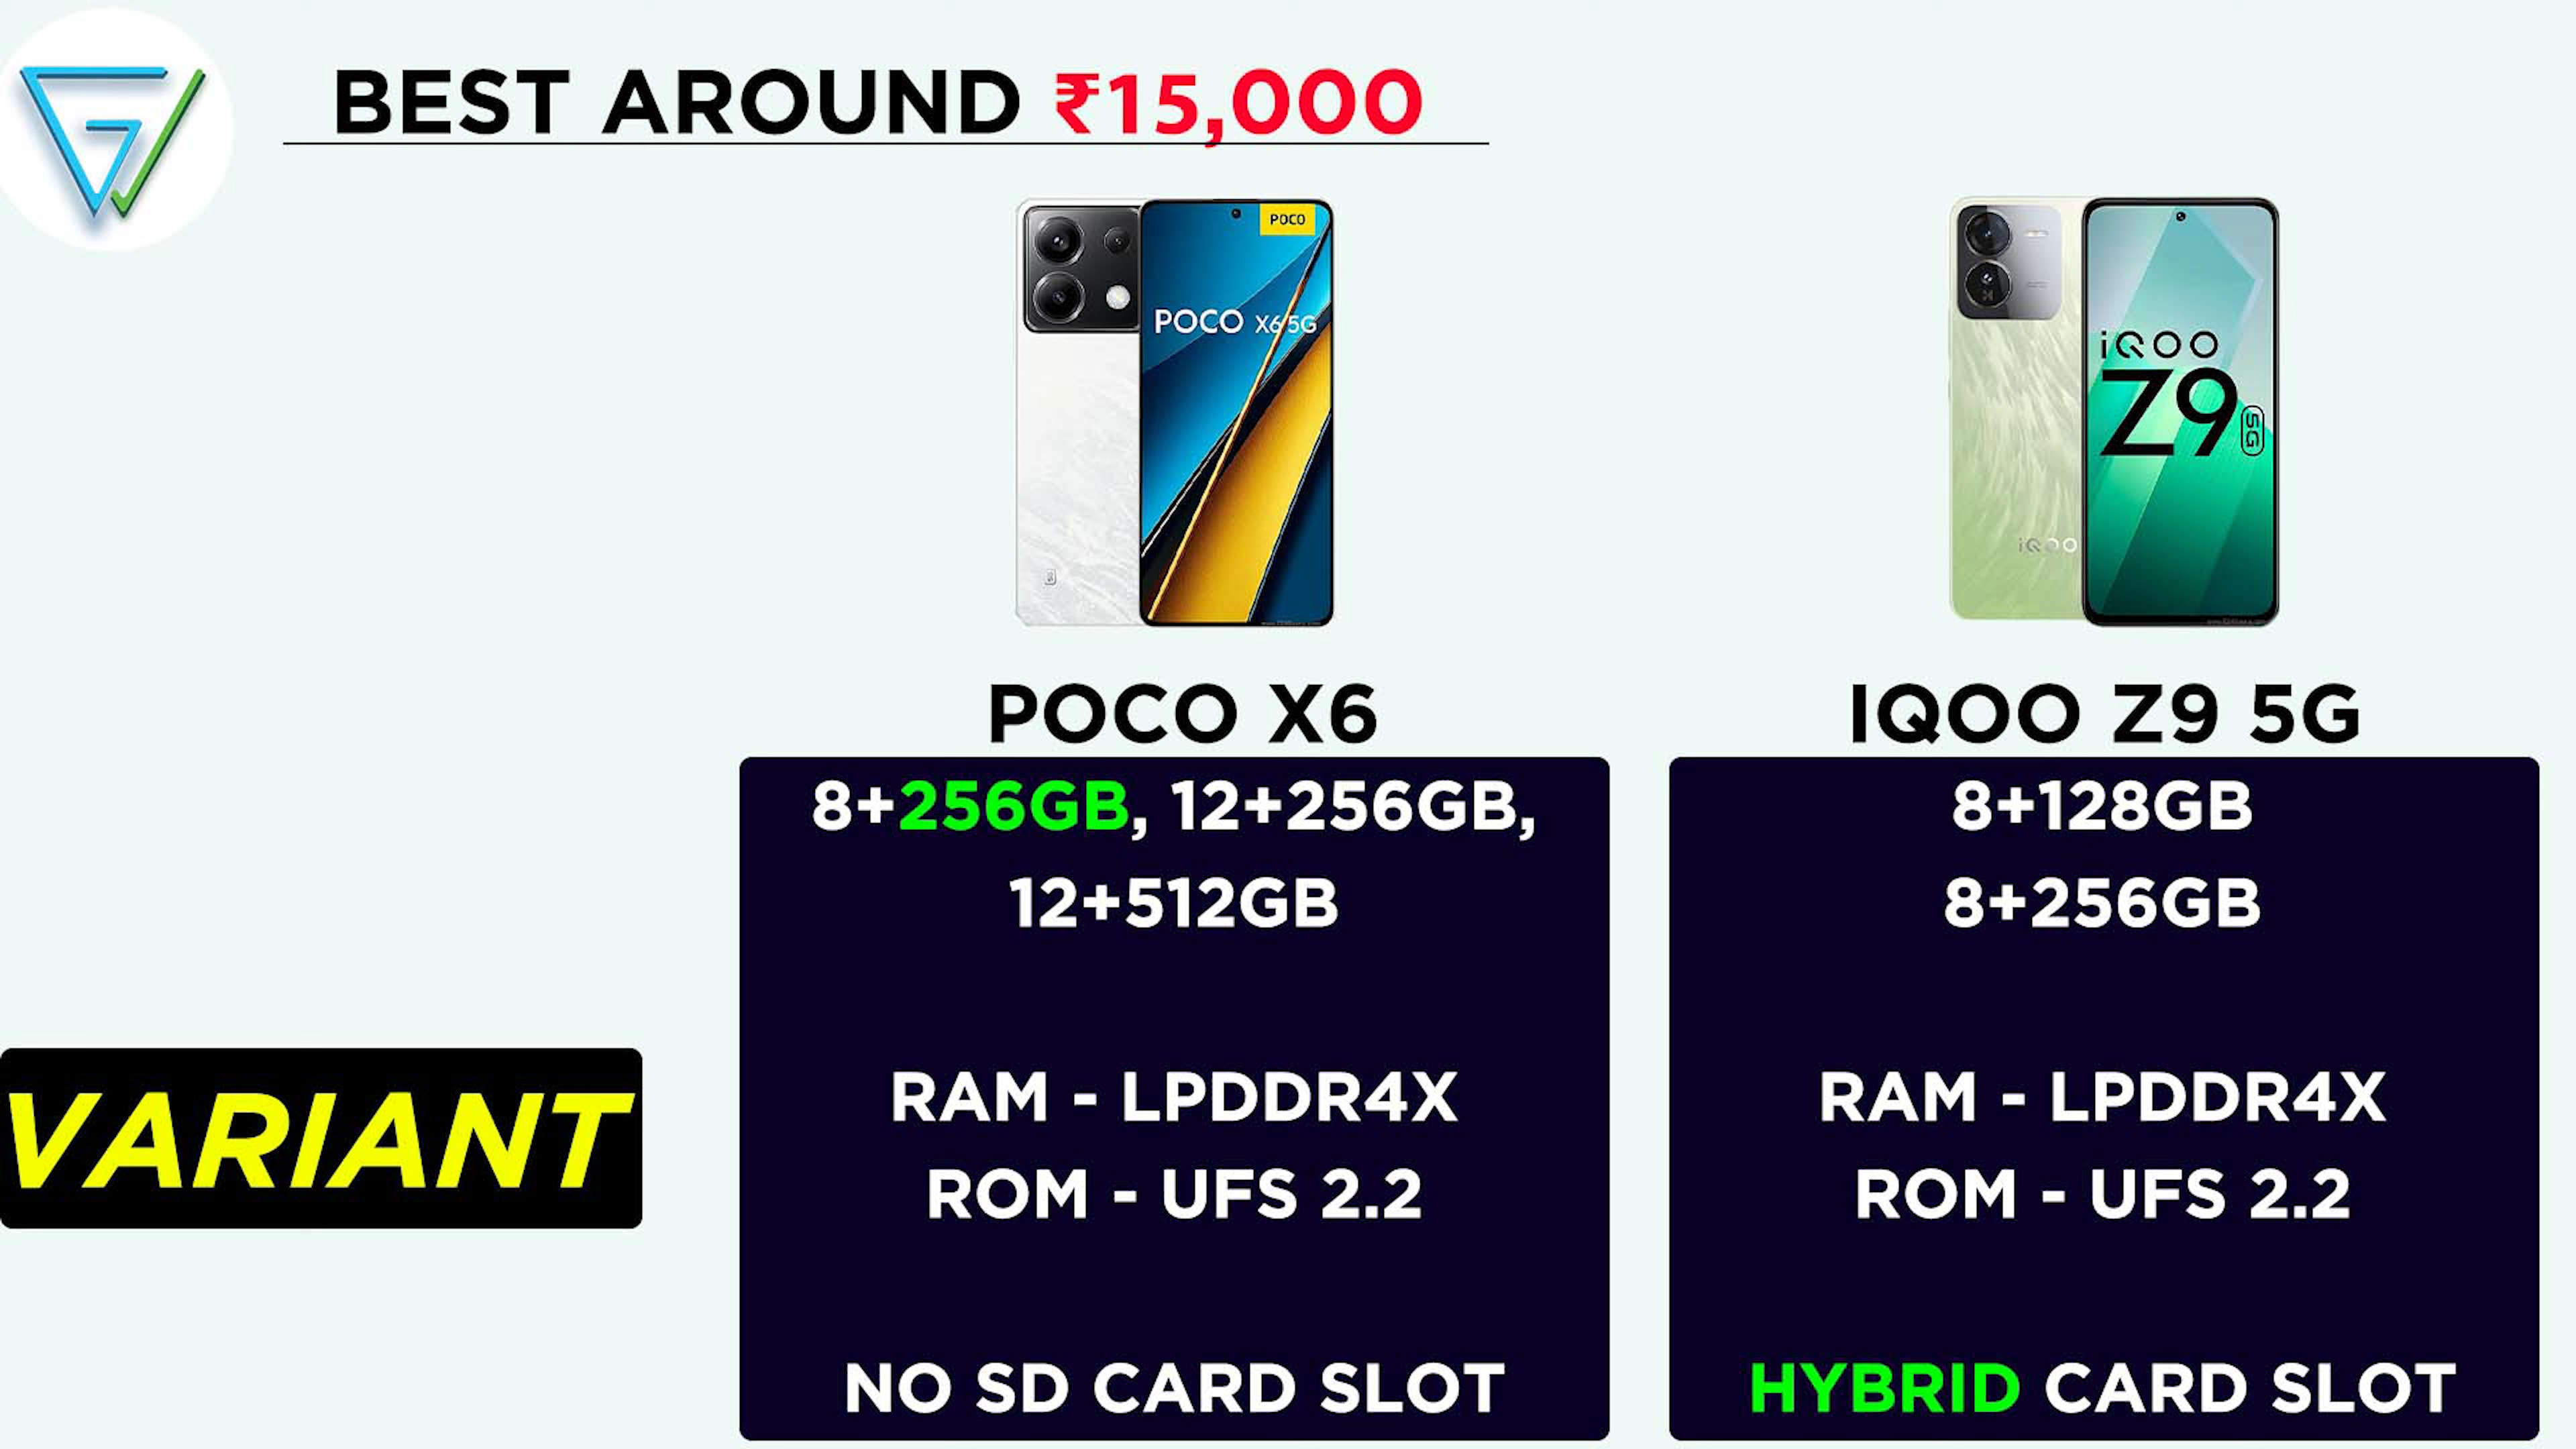 BEST AROUND ₹15,000
POCO
POCO X6 5G
iQOO
Z9 5G
iQOO
POCO X6
IQOO Z9 5G
8+256GB, 12+256GB,
12+512GB
RAM - LPDDR4X
ROM - UFS 2.2
NO SD CARD SLOT
8+128GB
8+256GB
RAM - LPDDR4X
ROM - UFS 2.2
HYBRID CARD SLOT
VARIANT